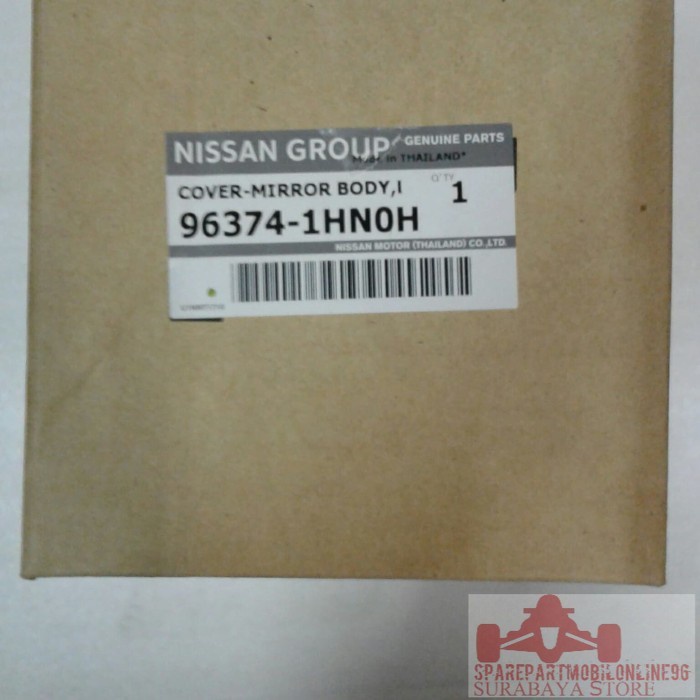 NISSAN GROUP
GENUINE PARTS
Made in THAILAND*
COVER-MIRROR BODY,I
Q'TY
1
96374-1HN0H
NISSAN MOTOR (THAILAND) CO.,LTD.
SPAREPARTMOBILONLINE96
SURABAYA STORE